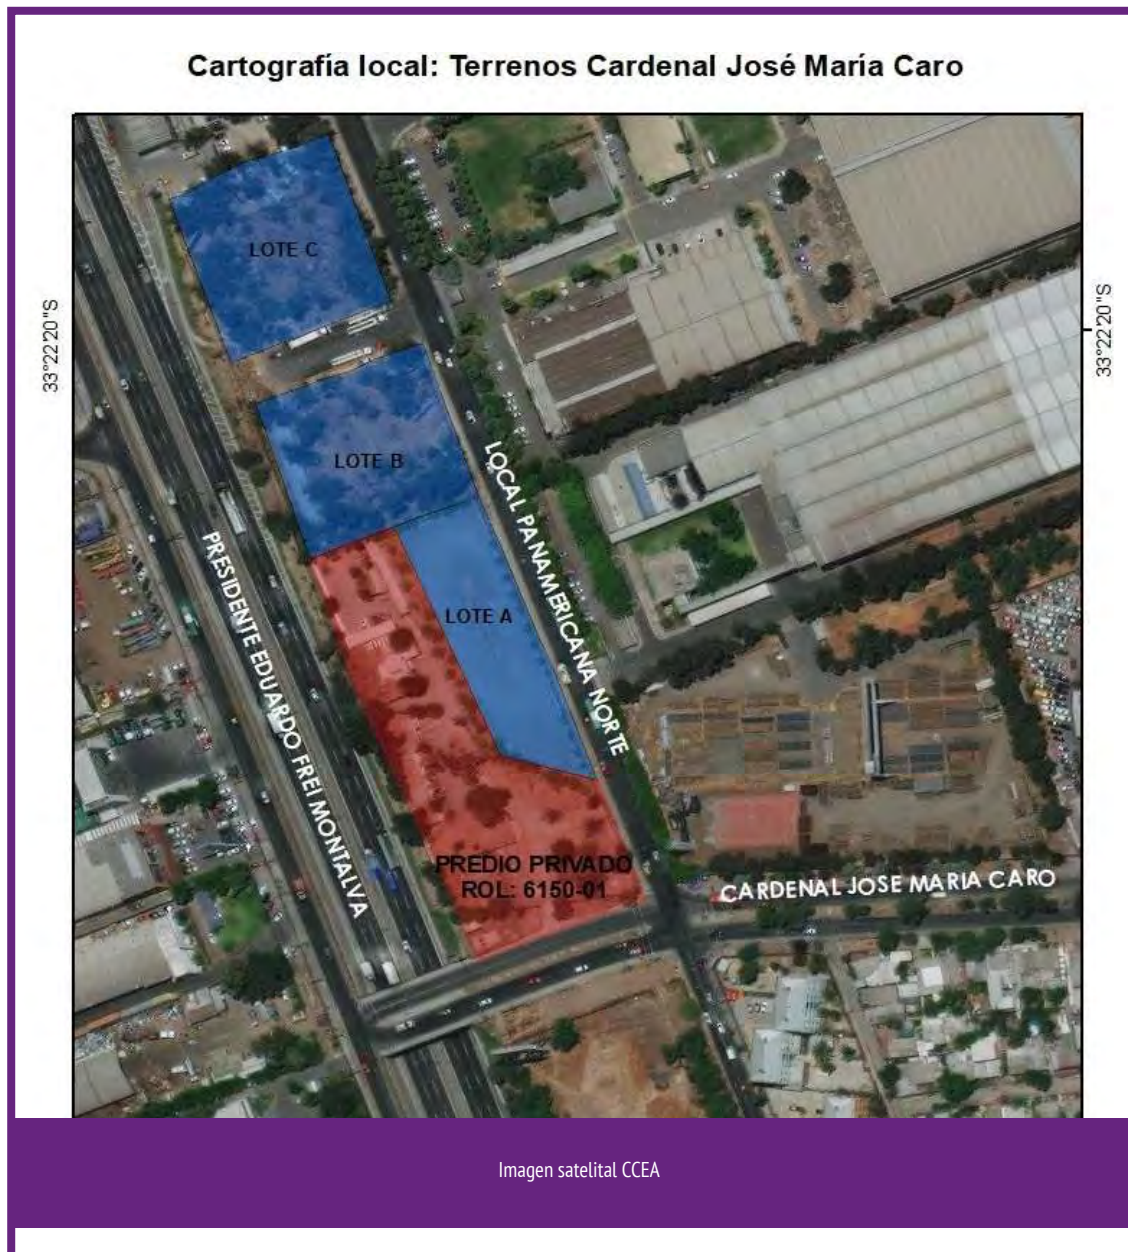 Cartografía local: Terrenos Cardenal José María Caro
33°22'20"S
33°22'20"S
LOTE C
LOTE B
LOTE A
LOCAL PANAMERICANA NORTE
PRESIDENTE EDUARDO FREI MONTALVA
PREDIO PRIVADO
ROL: 6150-01
CARDENAL JOSE MARIA CARO
Imagen satelital CCEA